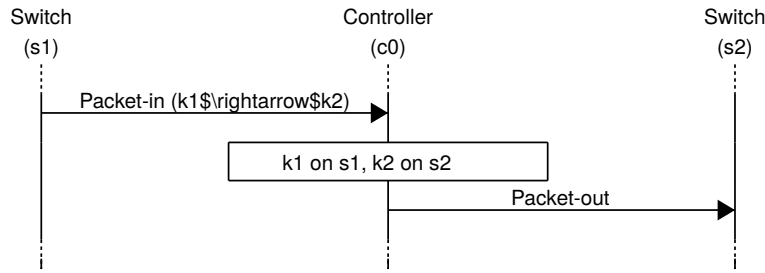 Switch Controller Switch
(s1) (c0) (s2)
Packet-in (k1$\rightarrow$k2)
k1 on s1, k2 on s2
Packet-out